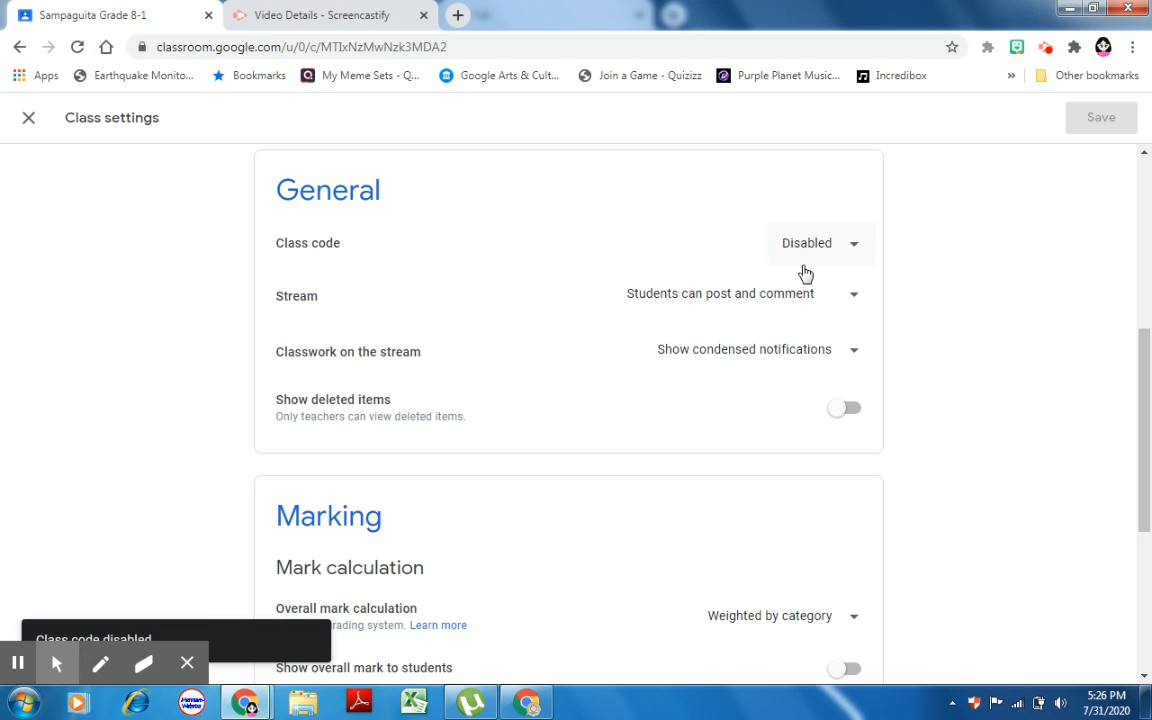 Sampaguita Grade 8-1
Video Details - Screencastify
classroom.google.com/u/0/c/MTIxNzMwNzk3MDA2
Apps
Earthquake Monito...
Bookmarks
My Meme Sets - Q...
Google Arts & Cult...
Join a Game - Quizizz
Purple Planet Music...
Incredibox
»
Other bookmarks
Class settings
Save
General
Class code
Disabled
Stream
Students can post and comment
Classwork on the stream
Show condensed notifications
Show deleted items
Only teachers can view deleted items.
Marking
Mark calculation
Overall mark calculation
Weighted by category
rading system. Learn more
Show overall mark to students
Class code disabled
5:26 PM
7/31/2020